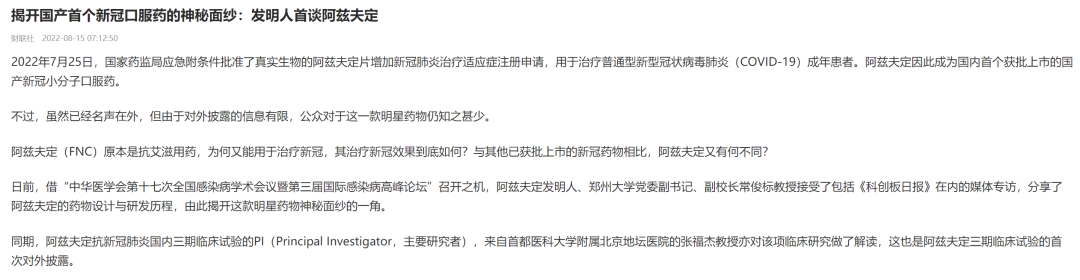 揭开国产首个新冠口服药的神秘面纱：发明人首谈阿兹夫定
财联社 2022-08-15 07:12:50
2022年7月25日，国家药监局应急附条件批准了真实生物的阿兹夫定片增加新冠肺炎治疗适应症注册申请，用于治疗普通型新型冠状病毒肺炎（COVID-19）成年患者。阿兹夫定因此成为国内首个获批上市的国
产新冠小分子口服药。
不过，虽然已经名声在外，但由于对外披露的信息有限，公众对于这一款明星药物仍知之甚少。
阿兹夫定（FNC）原本是抗艾滋用药，为何又能用于治疗新冠，其治疗新冠效果到底如何？与其他已获批上市的新冠药物相比，阿兹夫定又有何不同？
日前，借“中华医学会第十七次全国感染病学术会议暨第三届国际感染病高峰论坛”召开之机，阿兹夫定发明人、郑州大学党委副书记、副校长常俊标教授接受了包括《科创板日报》在内的媒体专访，分享了
阿兹夫定的药物设计与研发历程，由此揭开这款明星药物神秘面纱的一角。
同期，阿兹夫定抗新冠肺炎国内三期临床试验的PI（Principal Investigator，主要研究者），来自首都医科大学附属北京地坛医院的张福杰教授亦对该项临床研究做了解读，这也是阿兹夫定三期临床试验的首
次对外披露。